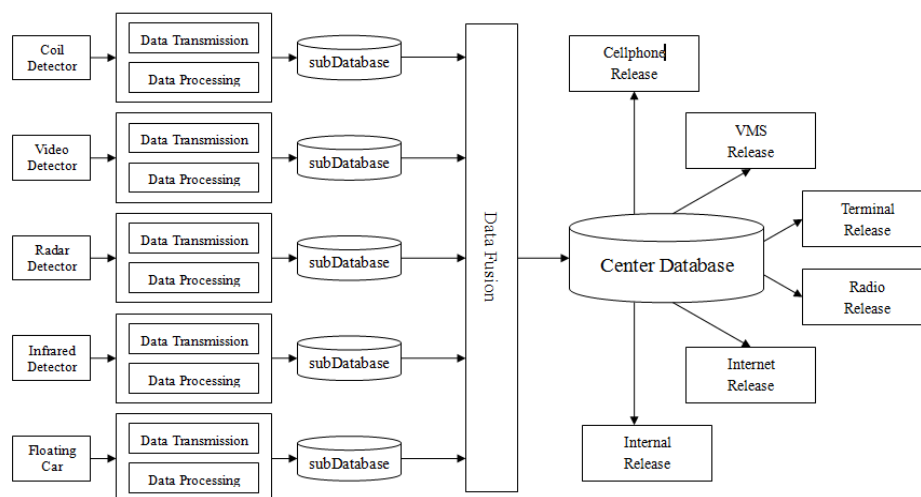 Coil
Detector
Data Transmission
Data Processing
subDatabase
Video
Detector
Data Transmission
Data Processing
subDatabase
Radar
Detector
Data Transmission
Data Processing
subDatabase
Infrared
Detector
Data Transmission
Data Processing
subDatabase
Floating
Car
Data Transmission
Data Processing
subDatabase
Data Fusion
Center Database
Cellphone
Release
VMS
Release
Terminal
Release
Radio
Release
Internet
Release
Internal
Release